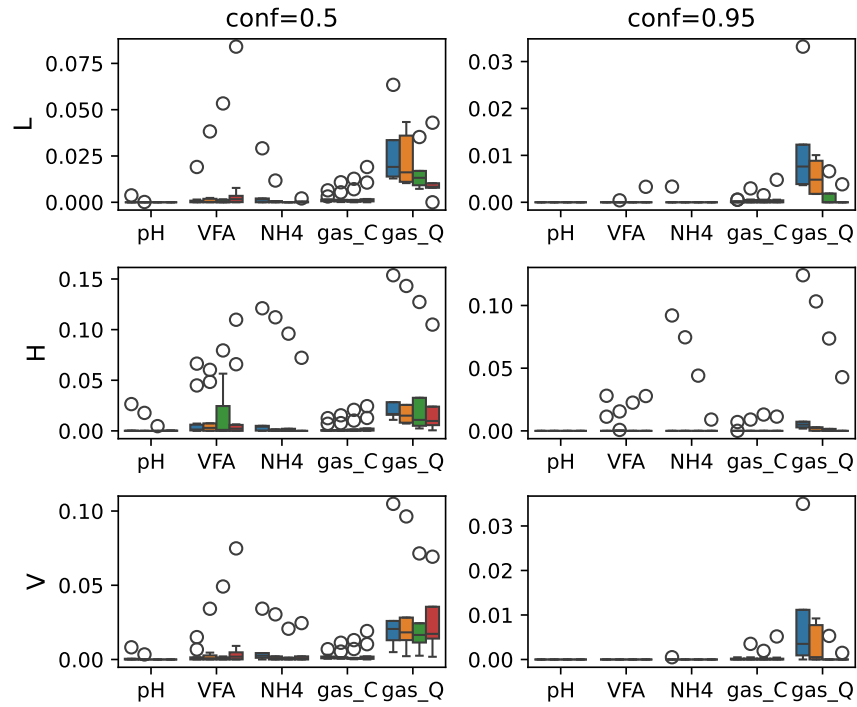 conf=0.5 conf=0.95
L 0.075 0.050 0.025 0.000 0.03 0.02 0.01 0.00
pH VFA NH4 gas_C gas_Q pH VFA NH4 gas_C gas_Q
H 0.15 0.10 0.05 0.00 0.10 0.05 0.00
pH VFA NH4 gas_C gas_Q pH VFA NH4 gas_C gas_Q
V 0.10 0.05 0.00 0.03 0.02 0.01 0.00
pH VFA NH4 gas_C gas_Q pH VFA NH4 gas_C gas_Q